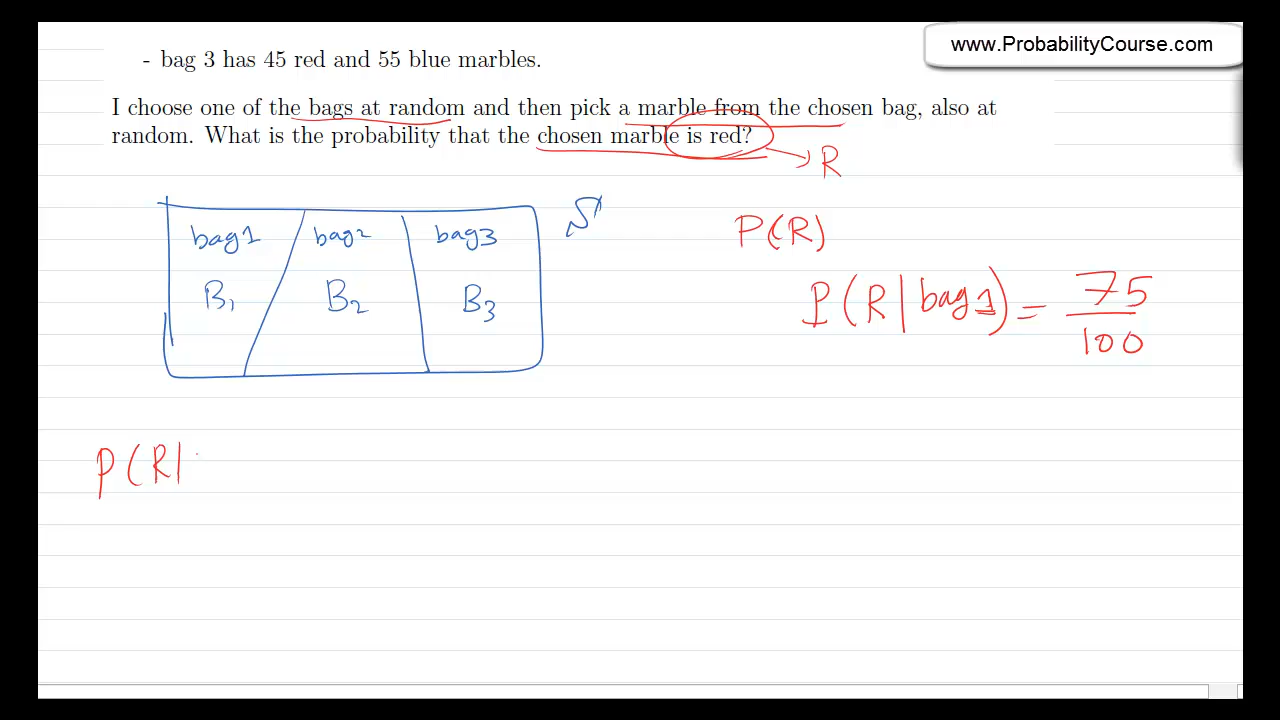 www.ProbabilityCourse.com
- bag 3 has 45 red and 55 blue marbles.
I choose one of the bags at random and then pick a marble from the chosen bag, also at
random. What is the probability that the chosen marble is red?
R
bag1 bag2 bag3 S
P(R)
B1 B2 B3
P(R|bag1) = 75/100
P(R|